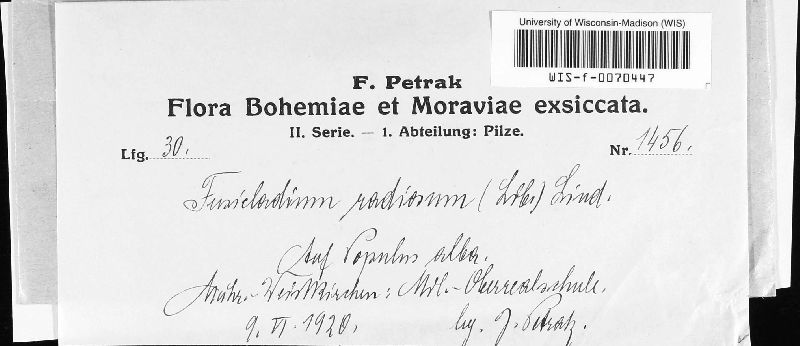 University of Wisconsin-Madison (WIS)
WIS-f-0070447
F. Petrak
Flora Bohemiae et Moraviae exsiccata.
II. Serie. — 1. Abteilung: Pilze.
Lfg. 30.
Nr. 1456.
Fusicladium radiosum (Lib.) Lind.
Auf Populus alba.
Mähr.-Weißkirchen: Mil.-Oberrealschule.
9. VI. 1920. leg. J. Petrak.